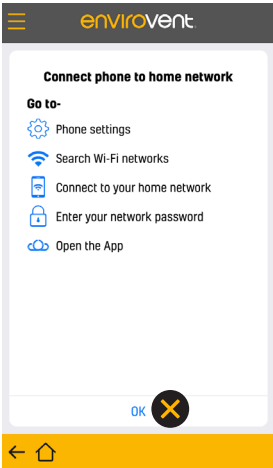 envirovent
Connect phone to home network
Go to-
Phone settings
Search Wi-Fi networks
Connect to your home network
Enter your network password
Open the App
OK